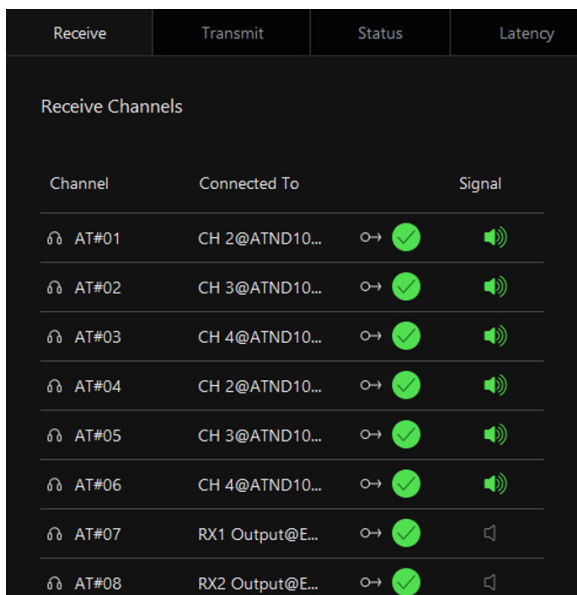 Receive Transmit Status Latency
Receive Channels
Channel Connected To Signal
AT#01 CH 2@ATND10...
AT#02 CH 3@ATND10...
AT#03 CH 4@ATND10...
AT#04 CH 2@ATND10...
AT#05 CH 3@ATND10...
AT#06 CH 4@ATND10...
AT#07 RX1 Output@E...
AT#08 RX2 Output@E...